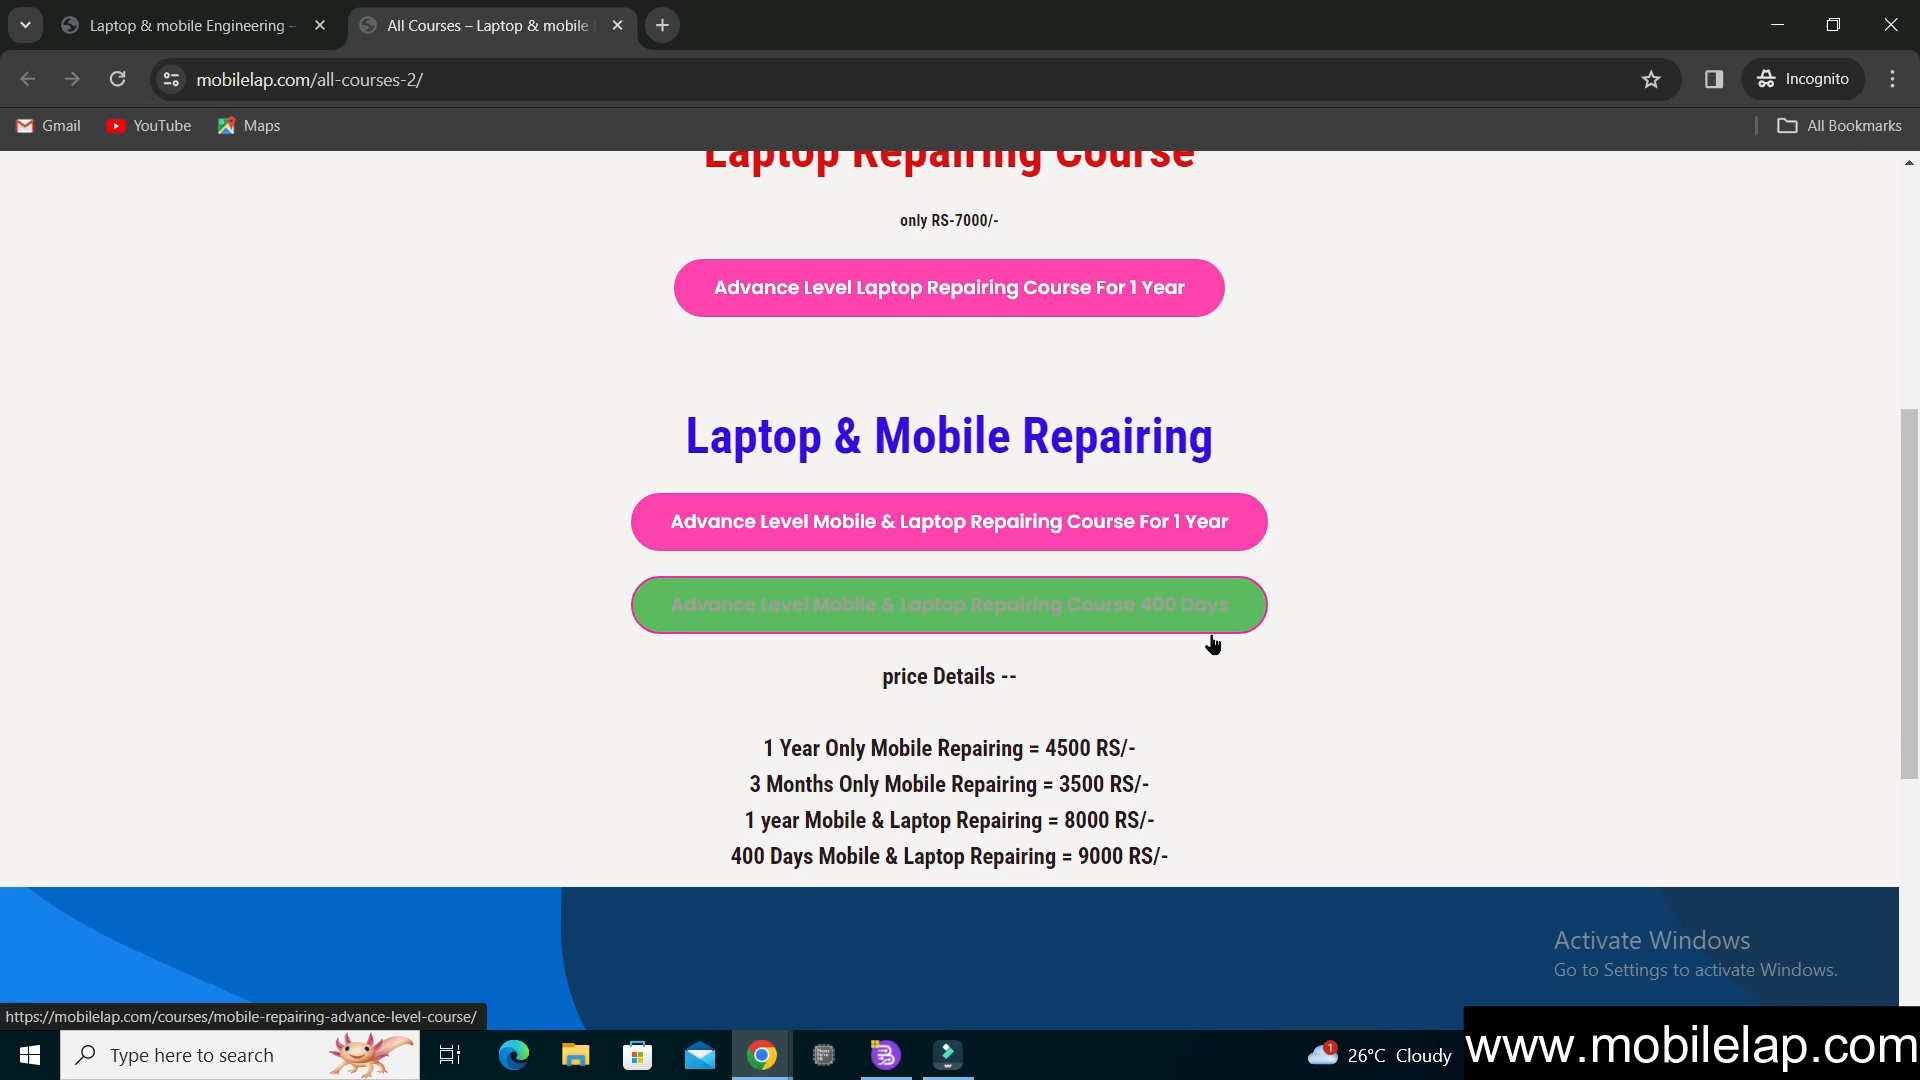 Laptop & mobile Engineering –
All Courses – Laptop & mobile
mobilelap.com/all-courses-2/
Incognito
Gmail
YouTube
Maps
All Bookmarks
Laptop Repairing Course
only RS-7000/-
Advance Level Laptop Repairing Course For 1 Year
Laptop & Mobile Repairing
Advance Level Mobile & Laptop Repairing Course For 1 Year
Advance Level Mobile & Laptop Repairing Course 400 Days
price Details --
1 Year Only Mobile Repairing = 4500 RS/-
3 Months Only Mobile Repairing = 3500 RS/-
1 year Mobile & Laptop Repairing = 8000 RS/-
400 Days Mobile & Laptop Repairing = 9000 RS/-
Activate Windows
Go to Settings to activate Windows.
https://mobilelap.com/courses/mobile-repairing-advance-level-course/
Type here to search
1
26°C Cloudy
www.mobilelap.com